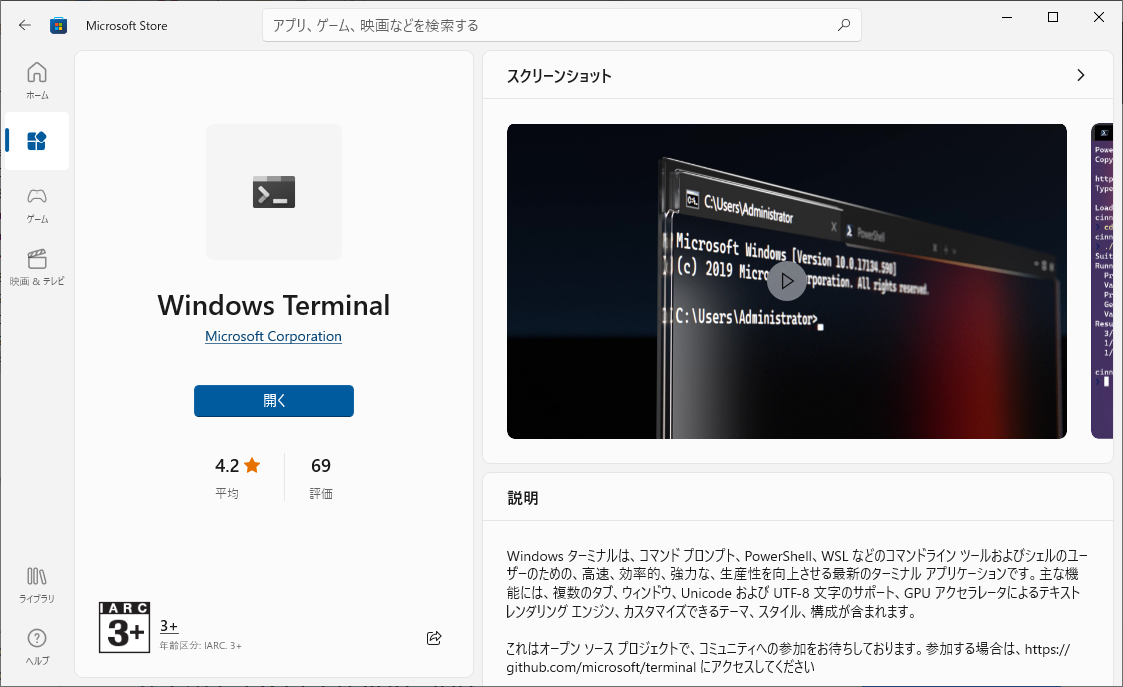 Microsoft Store
アプリ、ゲーム、映画などを検索する
ホーム
ゲーム
映画 & テレビ
ライブラリ
ヘルプ
Windows Terminal
Microsoft Corporation
開く
4.2
平均
69
評価
IARC
3+
3+
年齢区分: IARC. 3+
スクリーンショット
C:\Users\Administrator
PowerShell
Microsoft Windows [Version 10.0.17134.590]
(c) 2019 Microsoft Corporation. All rights reserved.
C:\Users\Administrator>
説明
Windows ターミナルは、コマンド プロンプト、PowerShell、WSL などのコマンドライン ツールおよびシェルのユー
ザーのための、高速、効率的、強力な、生産性を向上させる最新のターミナル アプリケーションです。主な機
能には、複数のタブ、ウィンドウ、Unicode および UTF-8 文字のサポート、GPU アクセラレータによるテキスト
レンダリング エンジン、カスタマイズできるテーマ、スタイル、構成が含まれます。
これはオープン ソース プロジェクトで、コミュニティへの参加をお待ちしております。参加する場合は、https://
github.com/microsoft/terminal にアクセスしてください